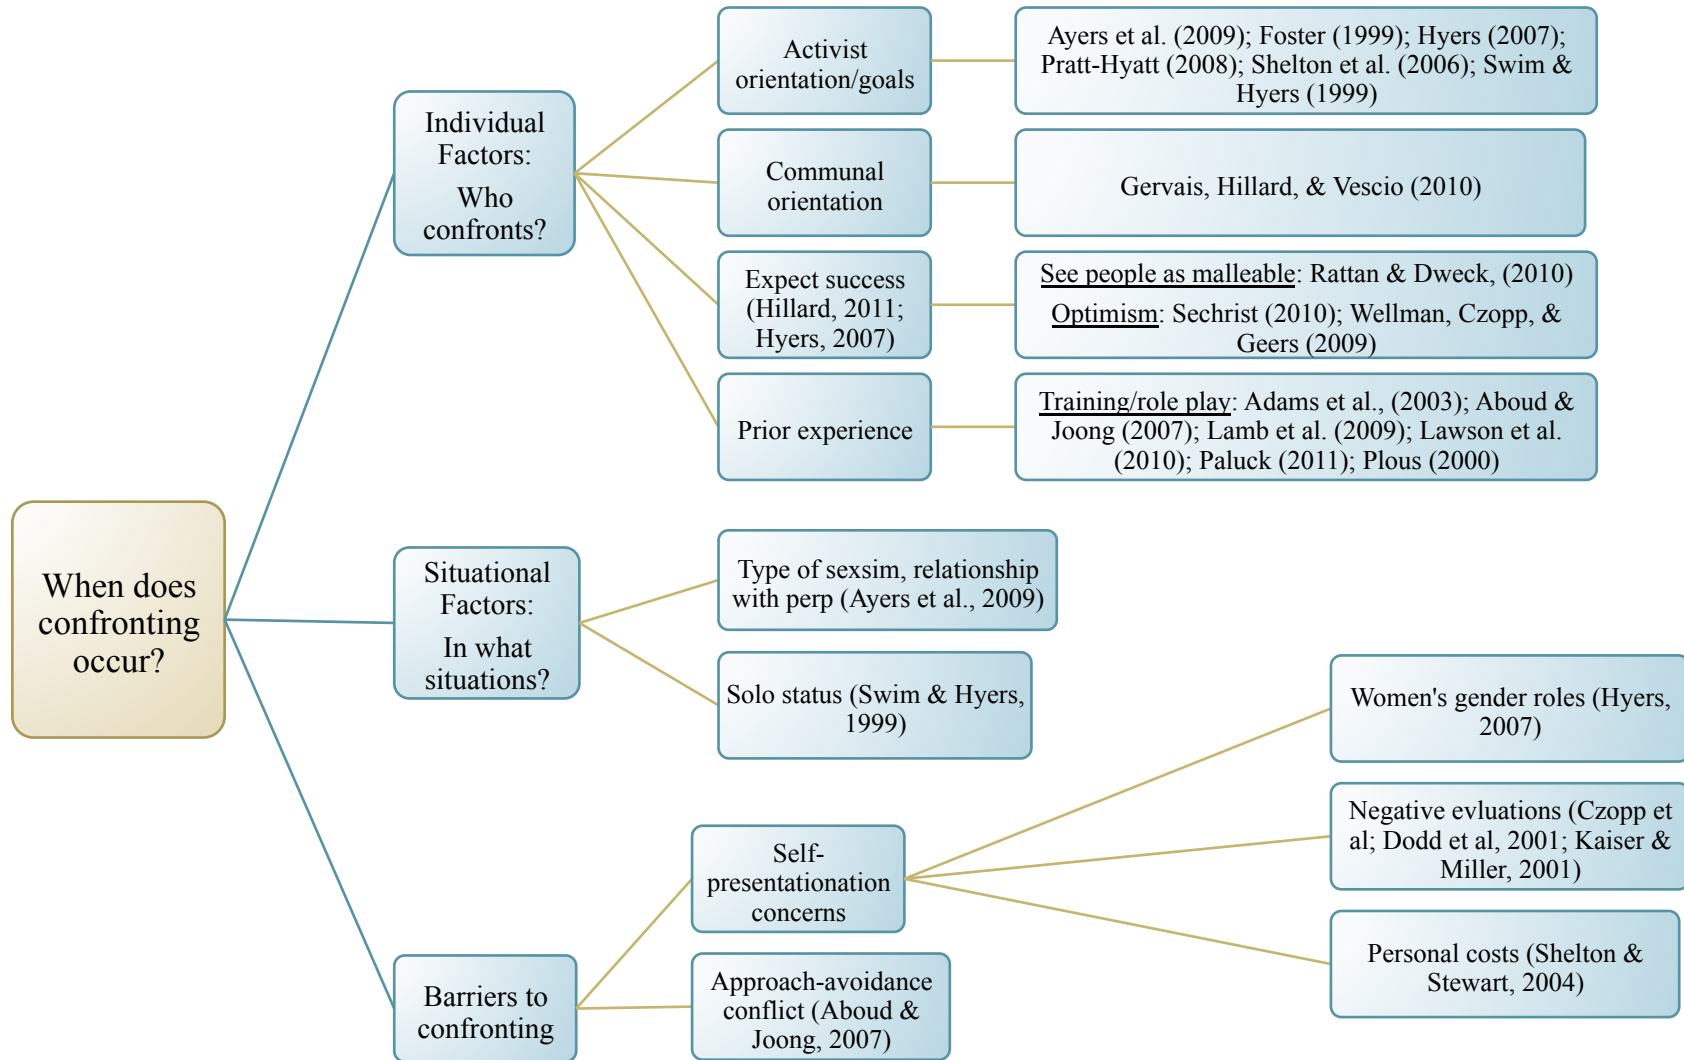 When does
confronting
occur?
Individual
Factors:
Who
confronts?
Activist
orientation/goals
Ayers et al. (2009); Foster (1999); Hyers (2007);
Pratt-Hyatt (2008); Shelton et al. (2006); Swim &
Hyers (1999)
Communal
orientation
Gervais, Hillard, & Vescio (2010)
Expect success
(Hillard, 2011;
Hyers, 2007)
See people as malleable: Rattan & Dweck, (2010)
Optimism: Sechrist (2010); Wellman, Czopp, &
Geers (2009)
Prior experience
Training/role play: Adams et al., (2003); Aboud &
Joong (2007); Lamb et al. (2009); Lawson et al.
(2010); Paluck (2011); Plous (2000)
Situational
Factors:
In what
situations?
Type of sexsim, relationship
with perp (Ayers et al., 2009)
Solo status (Swim & Hyers,
1999)
Barriers to
confronting
Self-
presentationation
concerns
Women's gender roles (Hyers,
2007)
Negative evluations (Czopp et
al; Dodd et al, 2001; Kaiser &
Miller, 2001)
Personal costs (Shelton &
Stewart, 2004)
Approach-avoidance
conflict (Aboud &
Joong, 2007)